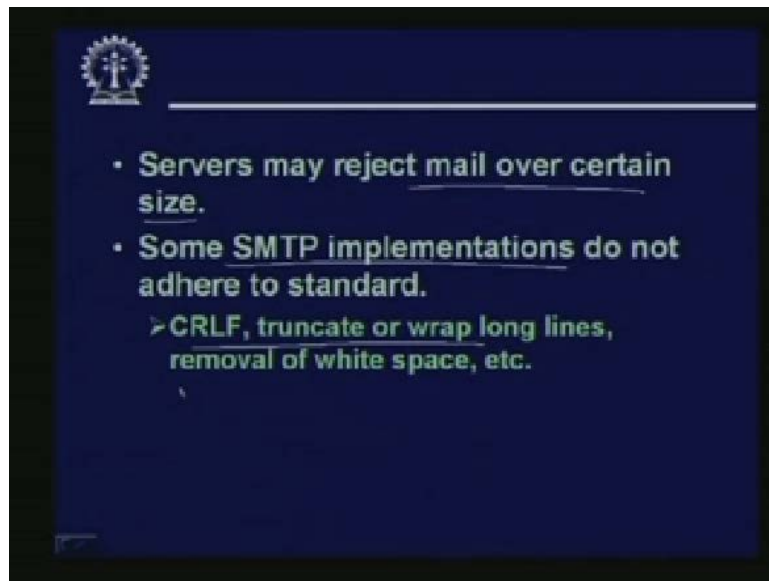 • Servers may reject mail over certain
size.
• Some SMTP implementations do not
adhere to standard.
➢CRLF, truncate or wrap long lines,
removal of white space, etc.